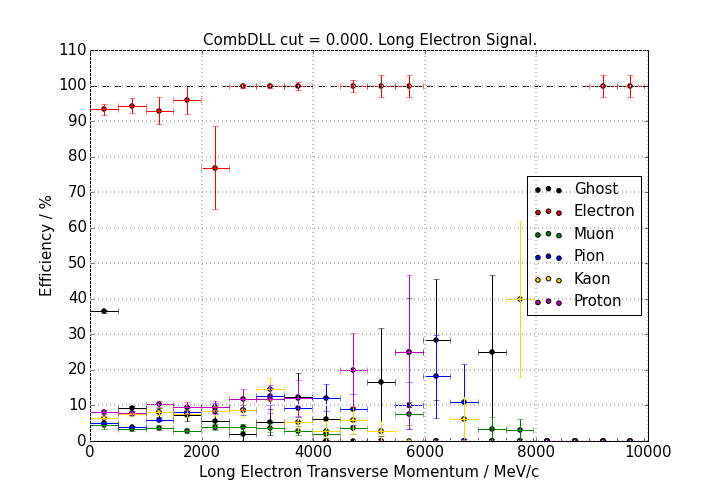 CombDLL cut = 0.000. Long Electron Signal.
110
100
90
80
70
60
50
40
30
20
10
0
Efficiency / %
Ghost
Electron
Muon
Pion
Kaon
Proton
0 2000 4000 6000 8000 10000
Long Electron Transverse Momentum / MeV/c